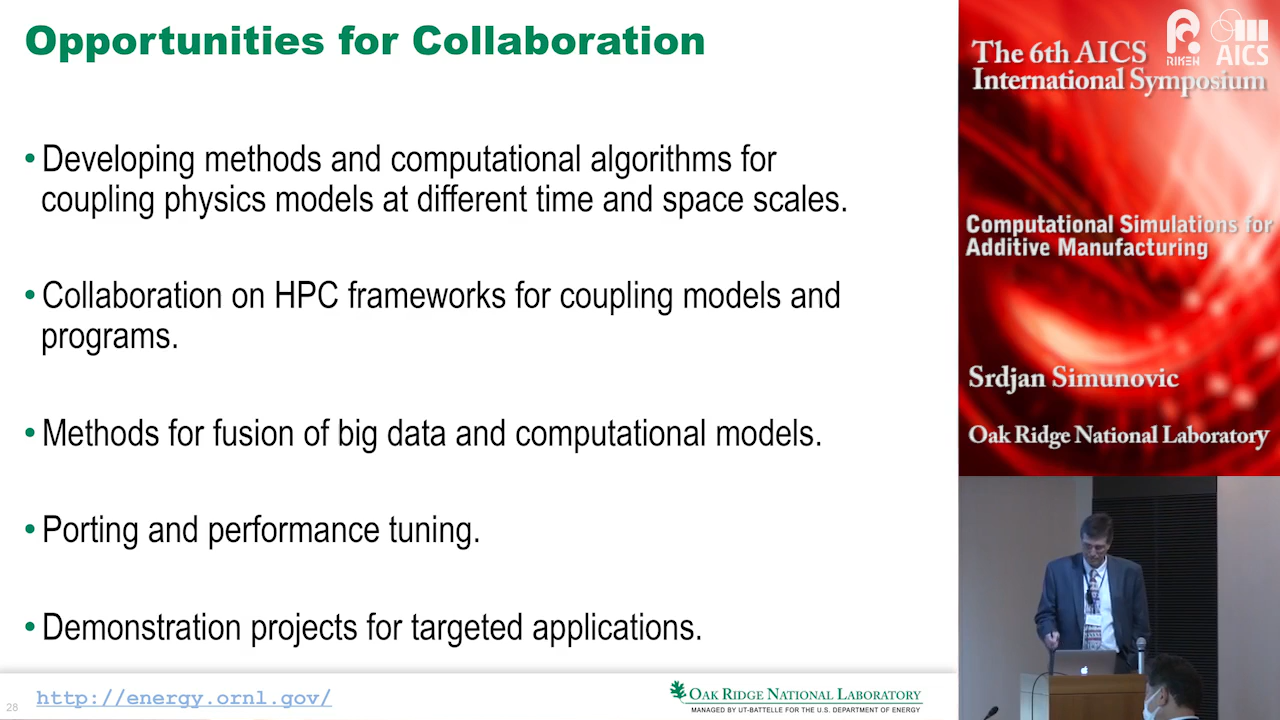 Opportunities for Collaboration
• Developing methods and computational algorithms for
coupling physics models at different time and space scales.
• Collaboration on HPC frameworks for coupling models and
programs.
• Methods for fusion of big data and computational models.
• Porting and performance tuning.
• Demonstration projects for targeted applications.
28
http://energy.ornl.gov/
OAK RIDGE NATIONAL LABORATORY
MANAGED BY UT-BATTELLE FOR THE U.S. DEPARTMENT OF ENERGY
The 6th AICS
International Symposium
RIKEN
AICS
Computational Simulations for
Additive Manufacturing
Srdjan Simunovic
Oak Ridge National Laboratory